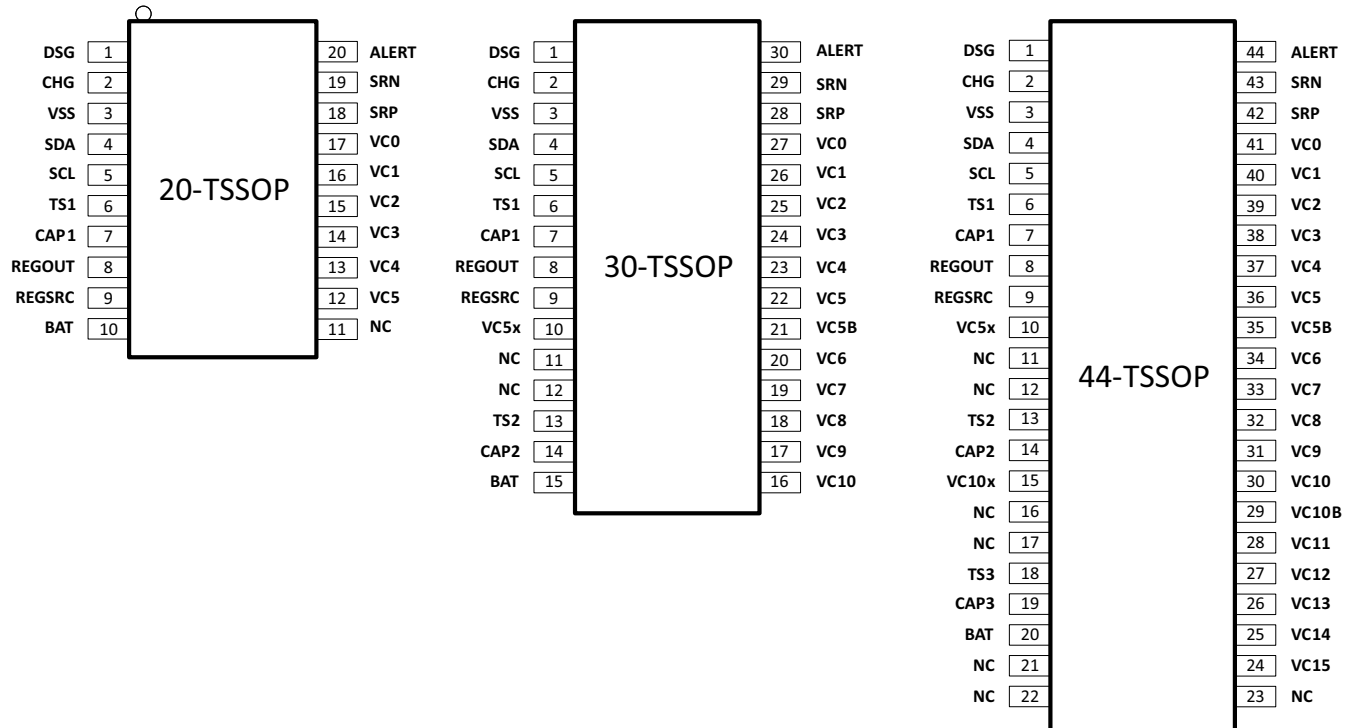 20-TSSOP
DSG 1
CHG 2
VSS 3
SDA 4
SCL 5
TS1 6
CAP1 7
REGOUT 8
REGSRC 9
BAT 10
20 ALERT
19 SRN
18 SRP
17 VC0
16 VC1
15 VC2
14 VC3
13 VC4
12 VC5
11 NC
30-TSSOP
DSG 1
CHG 2
VSS 3
SDA 4
SCL 5
TS1 6
CAP1 7
REGOUT 8
REGSRC 9
VC5x 10
NC 11
NC 12
TS2 13
CAP2 14
BAT 15
30 ALERT
29 SRN
28 SRP
27 VC0
26 VC1
25 VC2
24 VC3
23 VC4
22 VC5
21 VC5B
20 VC6
19 VC7
18 VC8
17 VC9
16 VC10
44-TSSOP
DSG 1
CHG 2
VSS 3
SDA 4
SCL 5
TS1 6
CAP1 7
REGOUT 8
REGSRC 9
VC5x 10
NC 11
NC 12
TS2 13
CAP2 14
VC10x 15
NC 16
NC 17
TS3 18
CAP3 19
BAT 20
NC 21
NC 22
44 ALERT
43 SRN
42 SRP
41 VC0
40 VC1
39 VC2
38 VC3
37 VC4
36 VC5
35 VC5B
34 VC6
33 VC7
32 VC8
31 VC9
30 VC10
29 VC10B
28 VC11
27 VC12
26 VC13
25 VC14
24 VC15
23 NC